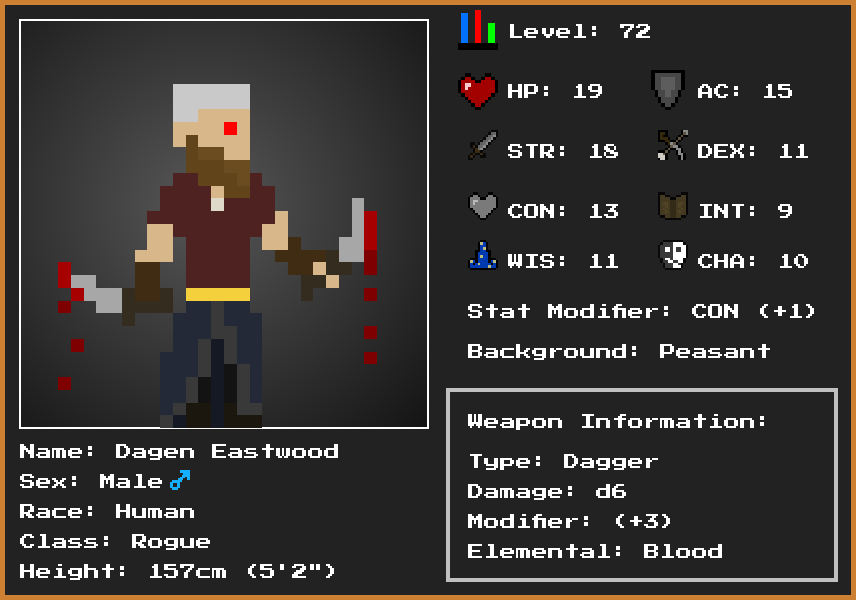 Level: 72
HP: 19 AC: 15
STR: 18 DEX: 11
CON: 13 INT: 9
WIS: 11 CHA: 10
Stat Modifier: CON (+1)
Background: Peasant
Weapon Information:
Type: Dagger
Damage: d6
Modifier: (+3)
Elemental: Blood
Name: Dagen Eastwood
Sex: Male ♂
Race: Human
Class: Rogue
Height: 157cm (5'2")